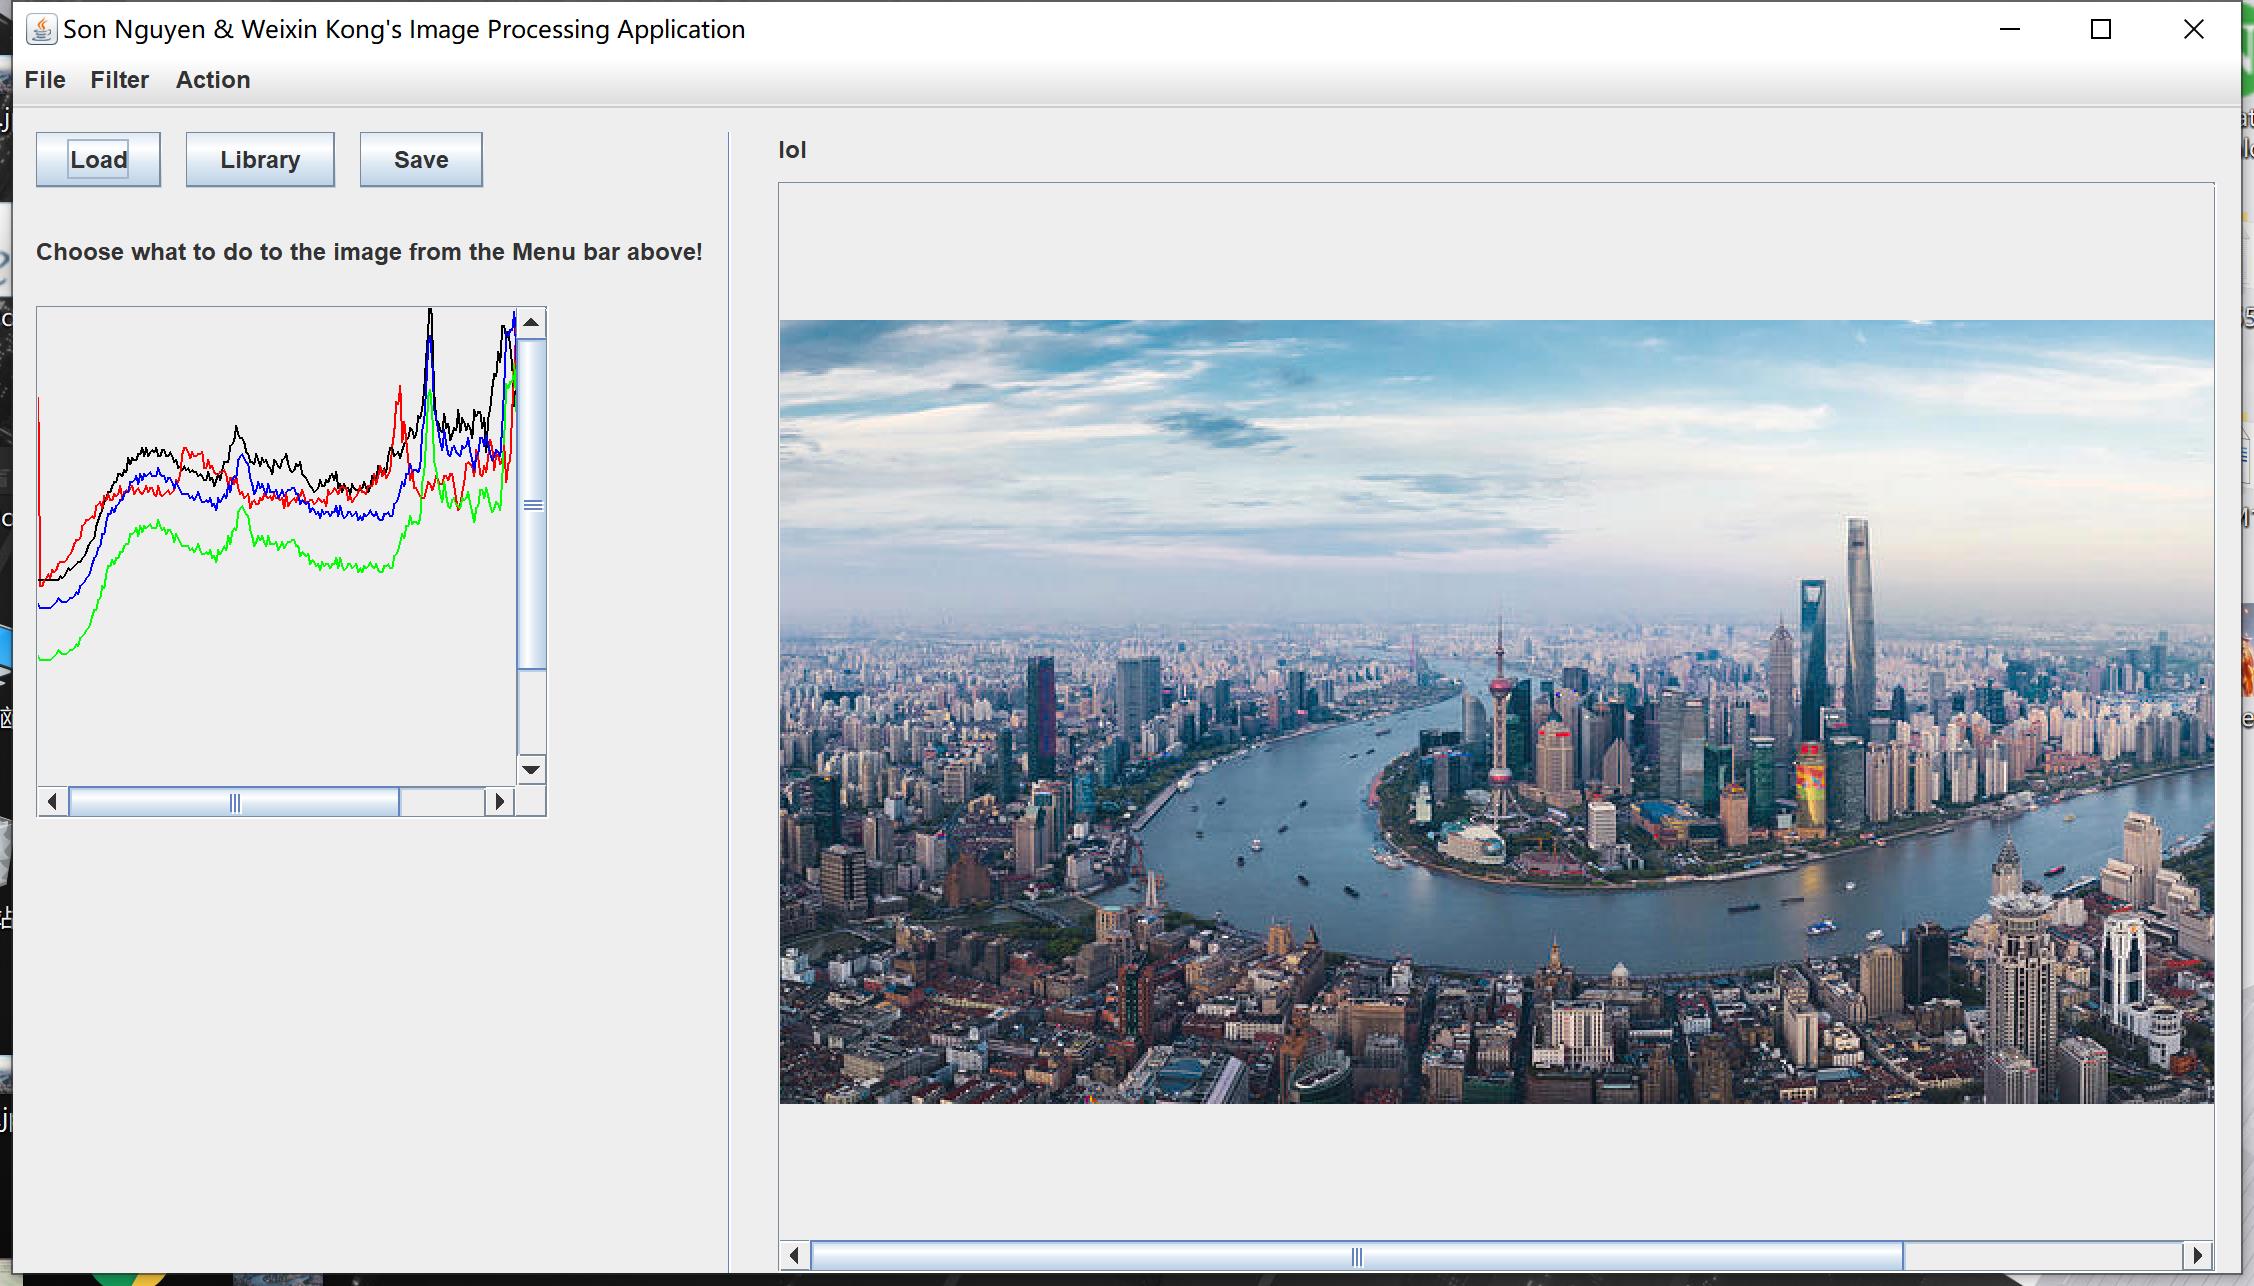 Son Nguyen & Weixin Kong's Image Processing Application
File Filter Action
Load Library Save
lol
Choose what to do to the image from the Menu bar above!